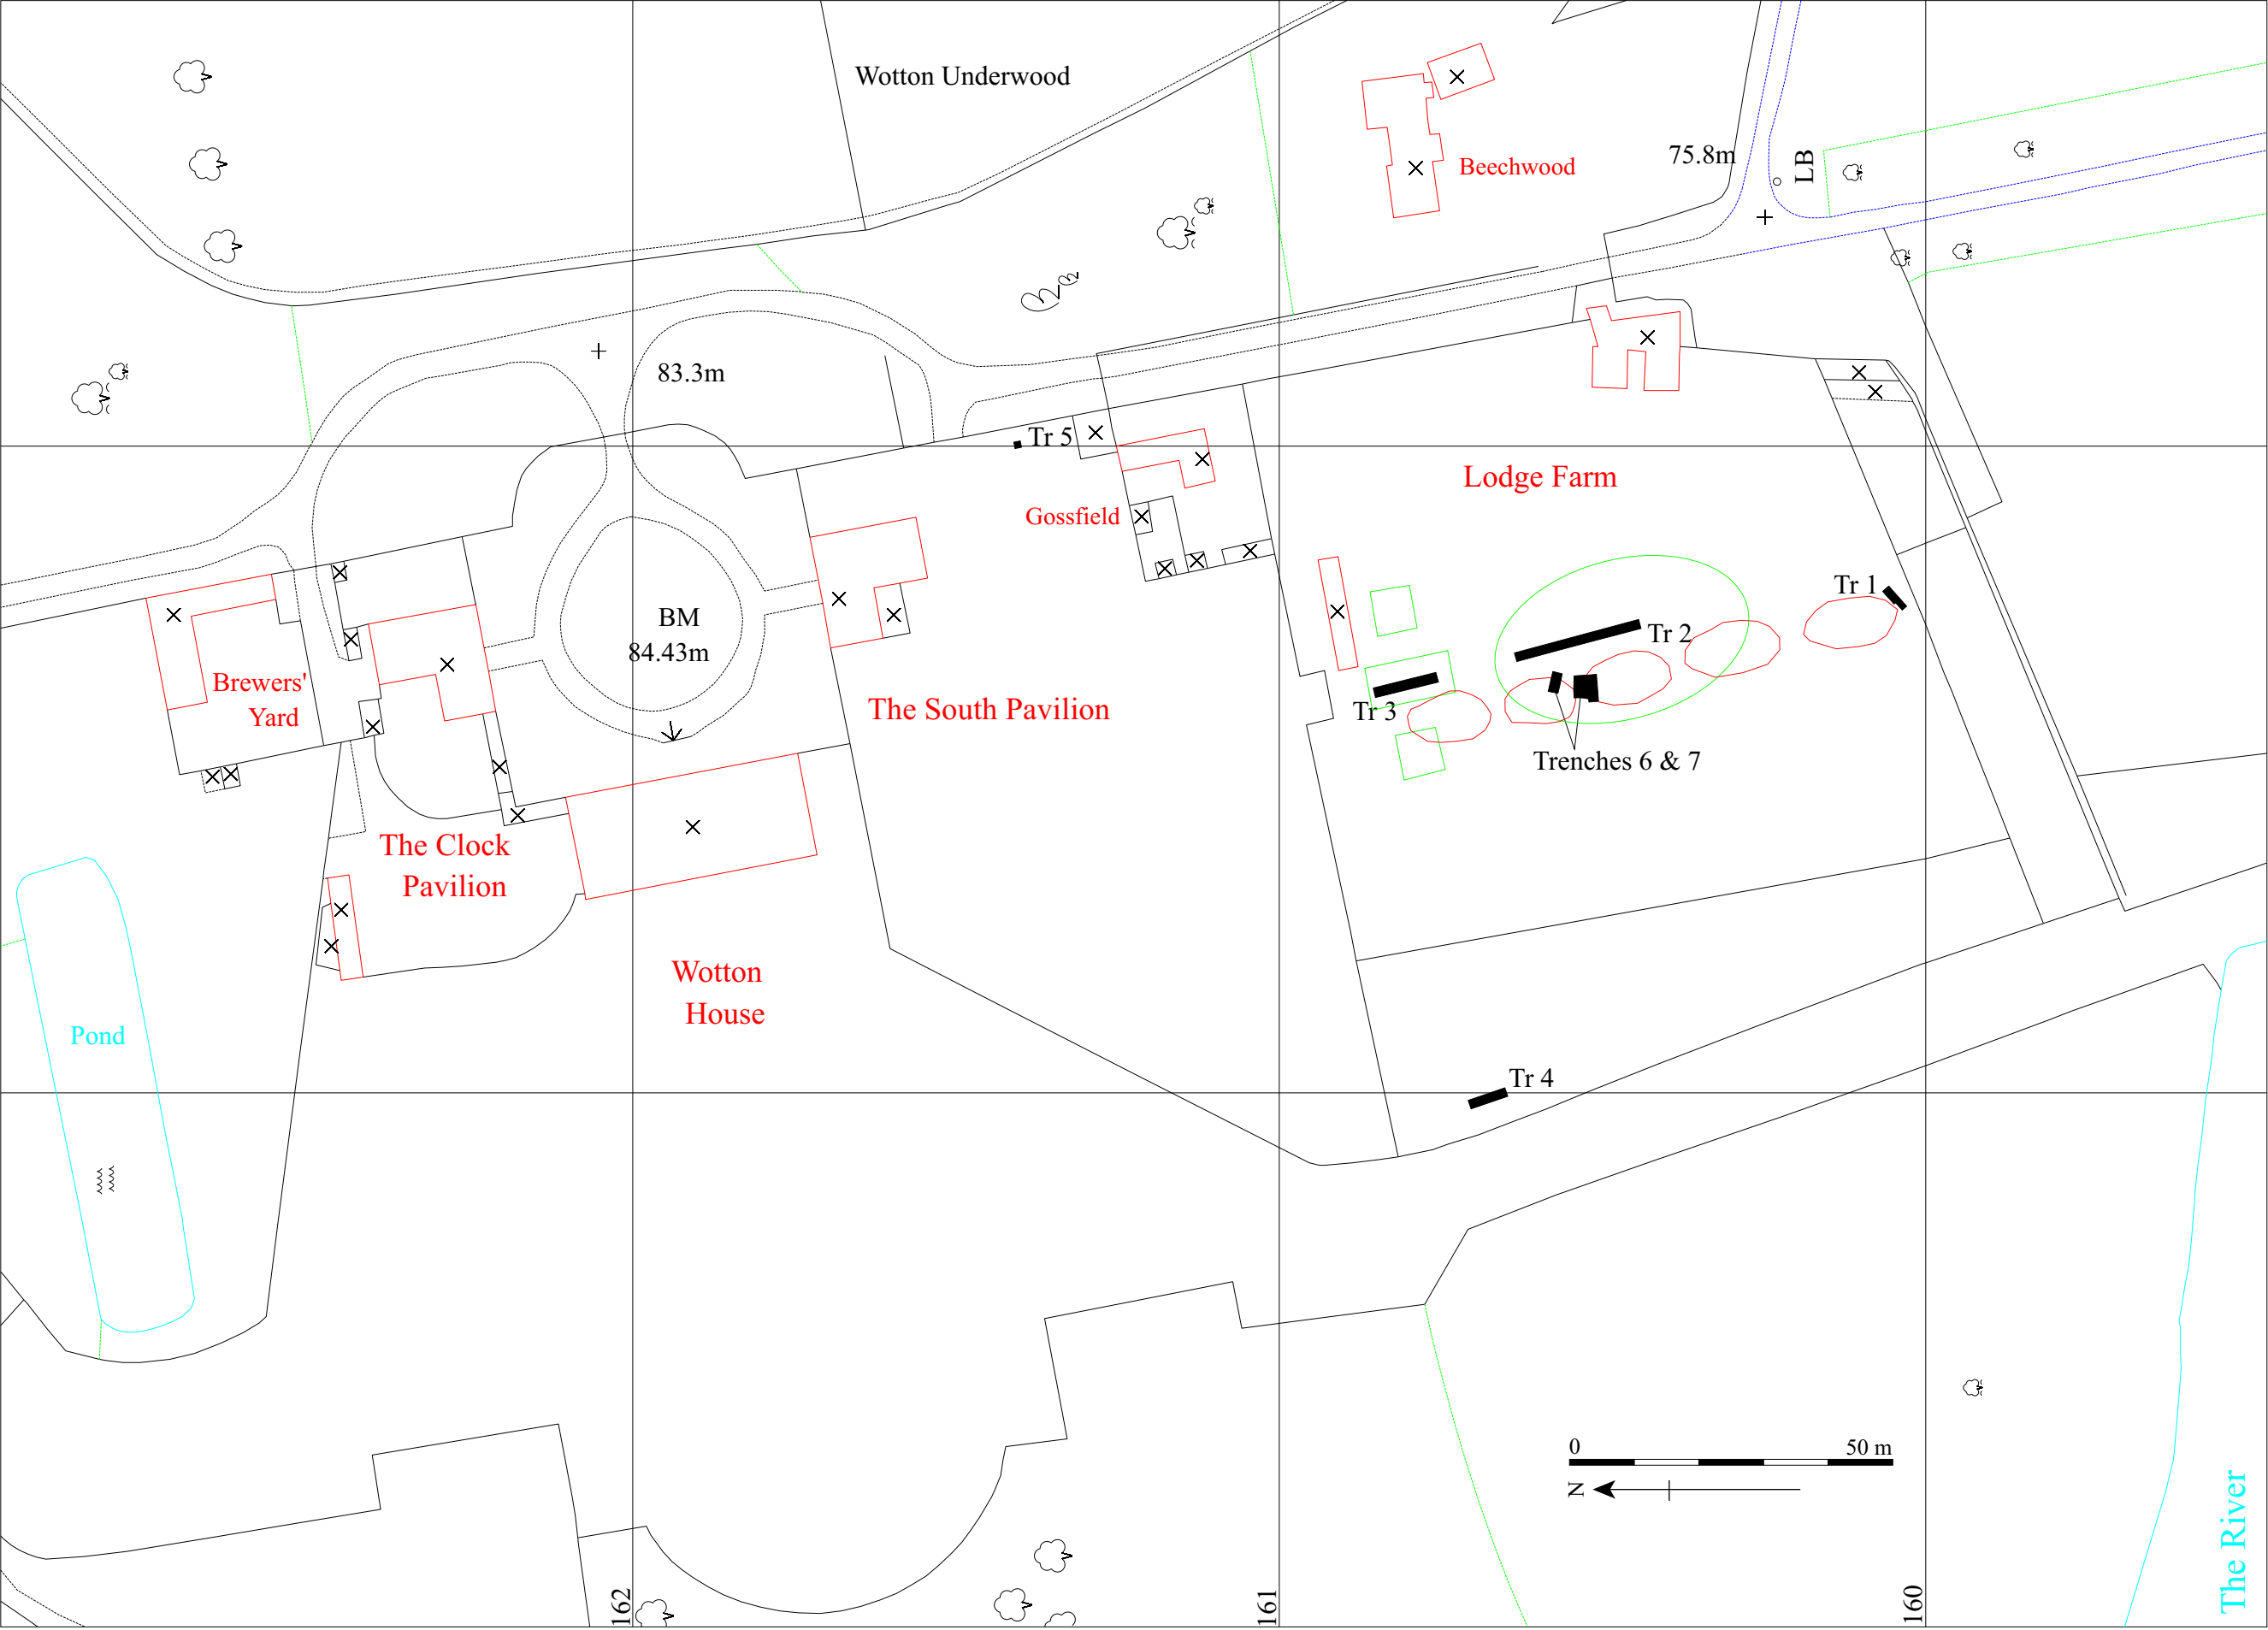 Wotton Underwood
Beechwood
75.8m
LB
83.3m
Tr 5
Lodge Farm
Gossfield
Tr 1
BM
84.43m
Tr 2
Brewers'
Yard
The South Pavilion
Tr 3
Trenches 6 & 7
The Clock
Pavilion
Wotton
House
Pond
Tr 4
0
50 m
N
The River
162
161
160